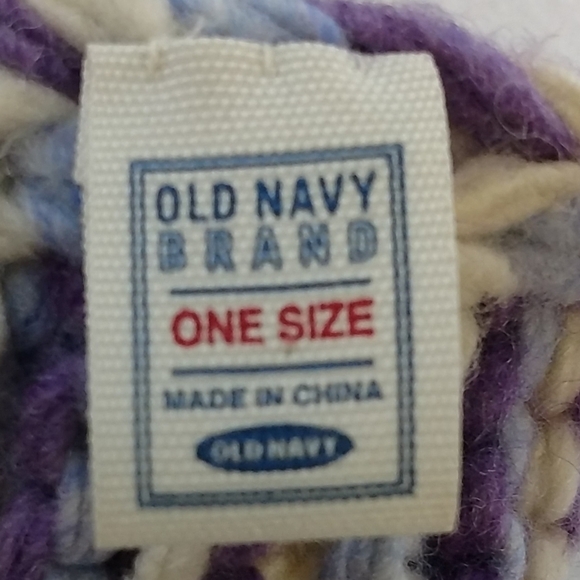 OLD NAVY
BRAND
ONE SIZE
MADE IN CHINA
OLD NAVY